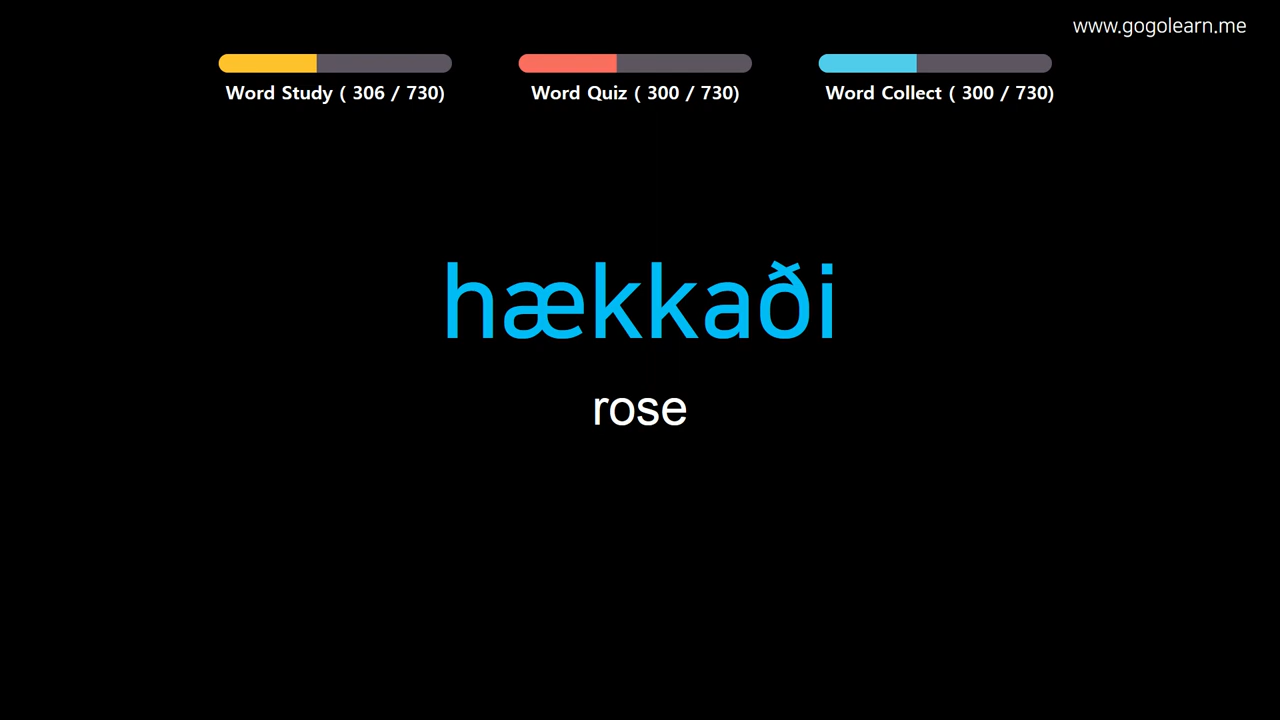 www.gogolearn.me
Word Study ( 306 / 730)
Word Quiz ( 300 / 730)
Word Collect ( 300 / 730)
hækkaði
rose